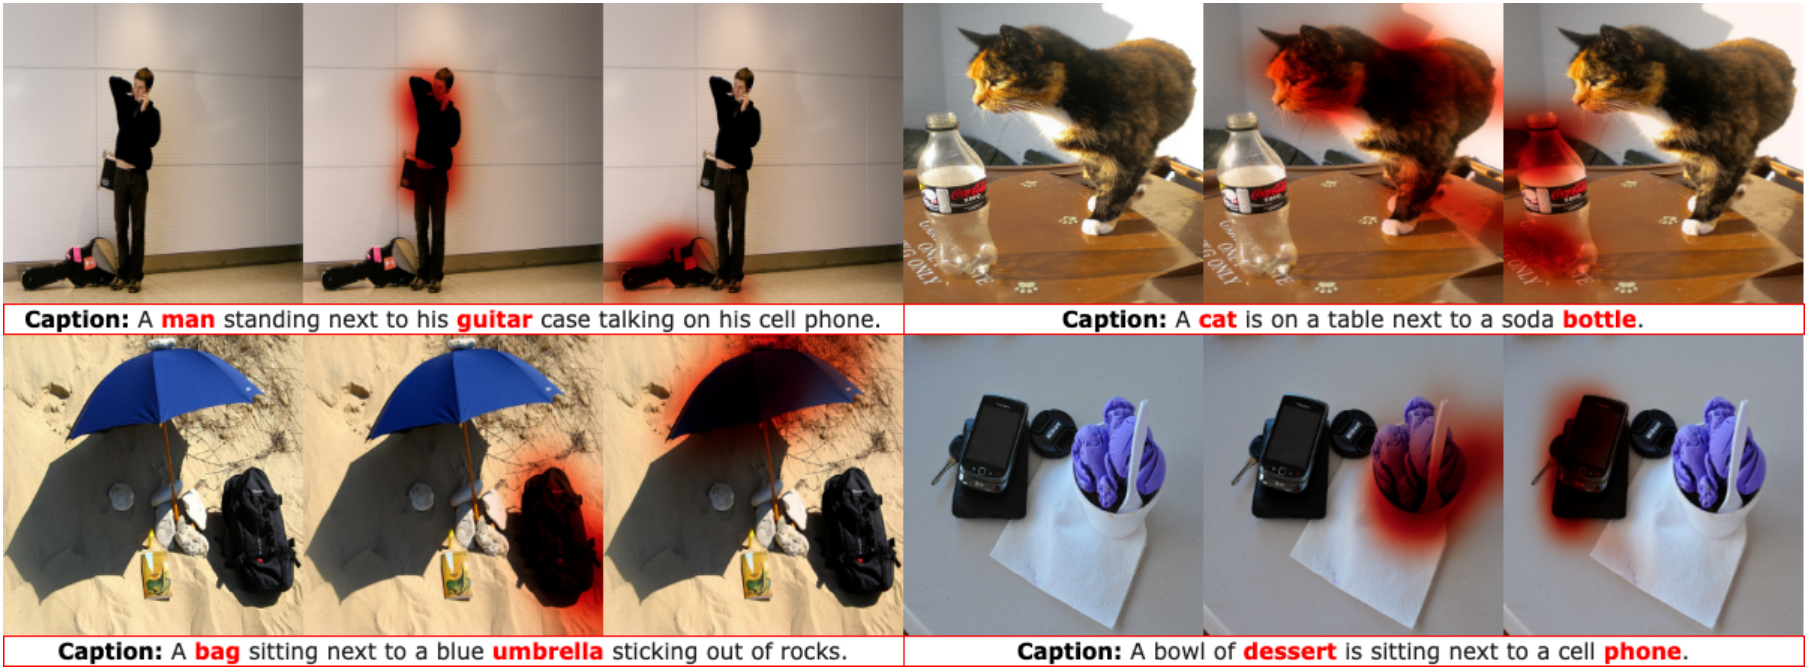 Caption: A man standing next to his guitar case talking on his cell phone.
Caption: A cat is on a table next to a soda bottle.
Caption: A bag sitting next to a blue umbrella sticking out of rocks.
Caption: A bowl of dessert is sitting next to a cell phone.